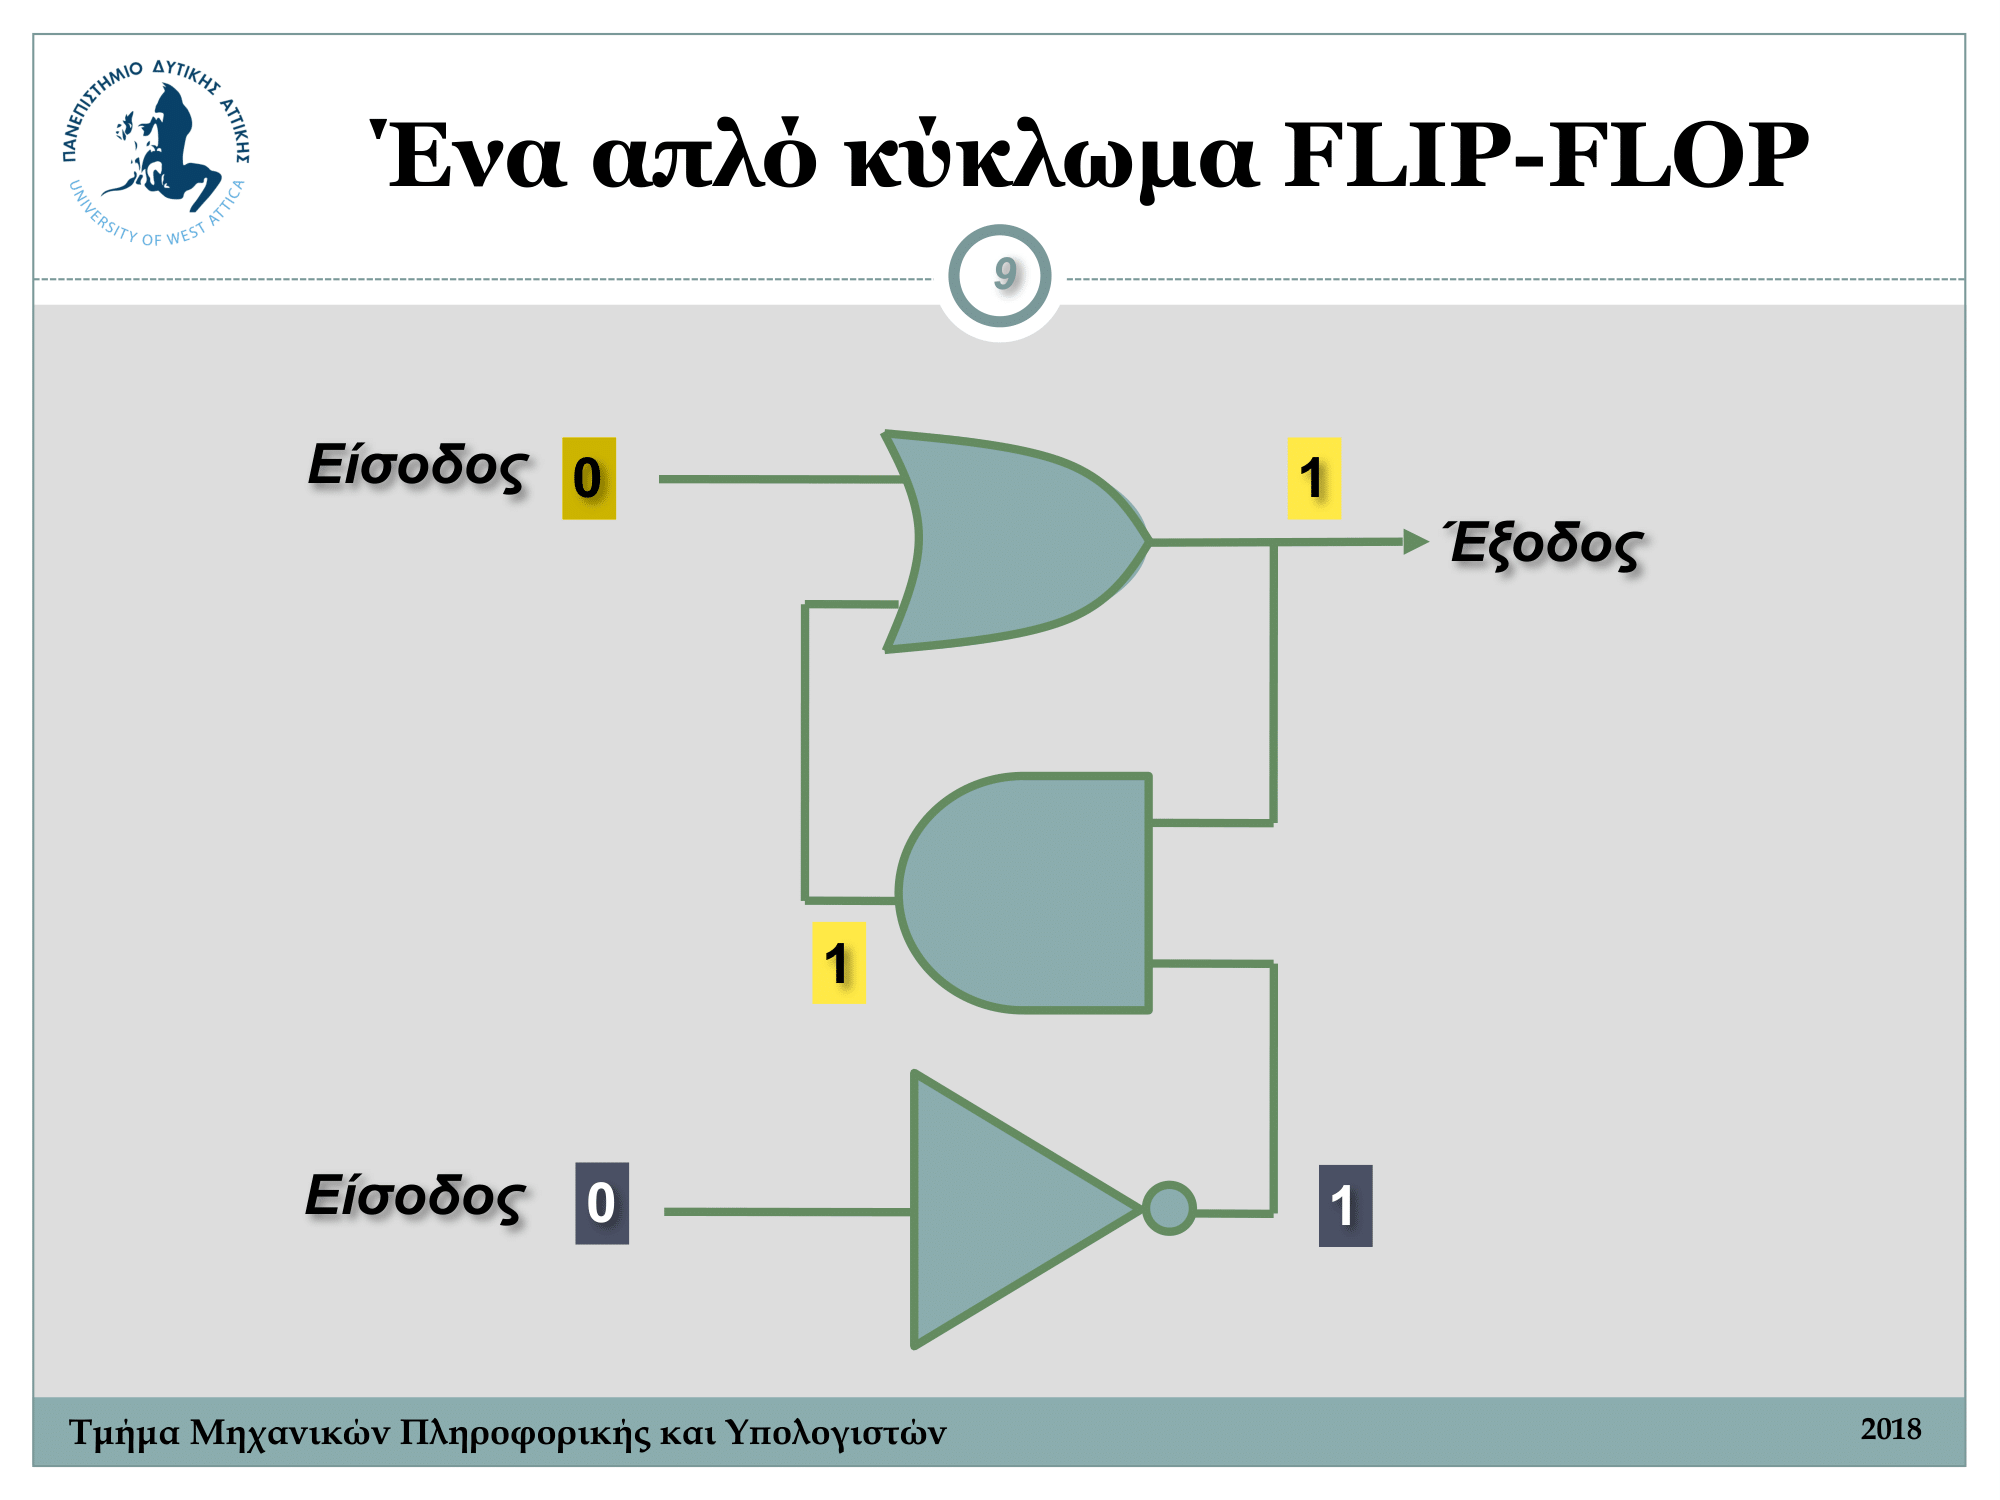 ΠΑΝΕΠΙΣΤΗΜΙΟ ΔΥΤΙΚΗΣ ΑΤΤΙΚΗΣ
UNIVERSITY OF WEST ATTICA
Ένα απλό κύκλωμα FLIP-FLOP
9
Είσοδος 0 1
Έξοδος
1
Είσοδος 0 1
Τμήμα Μηχανικών Πληροφορικής και Υπολογιστών 2018